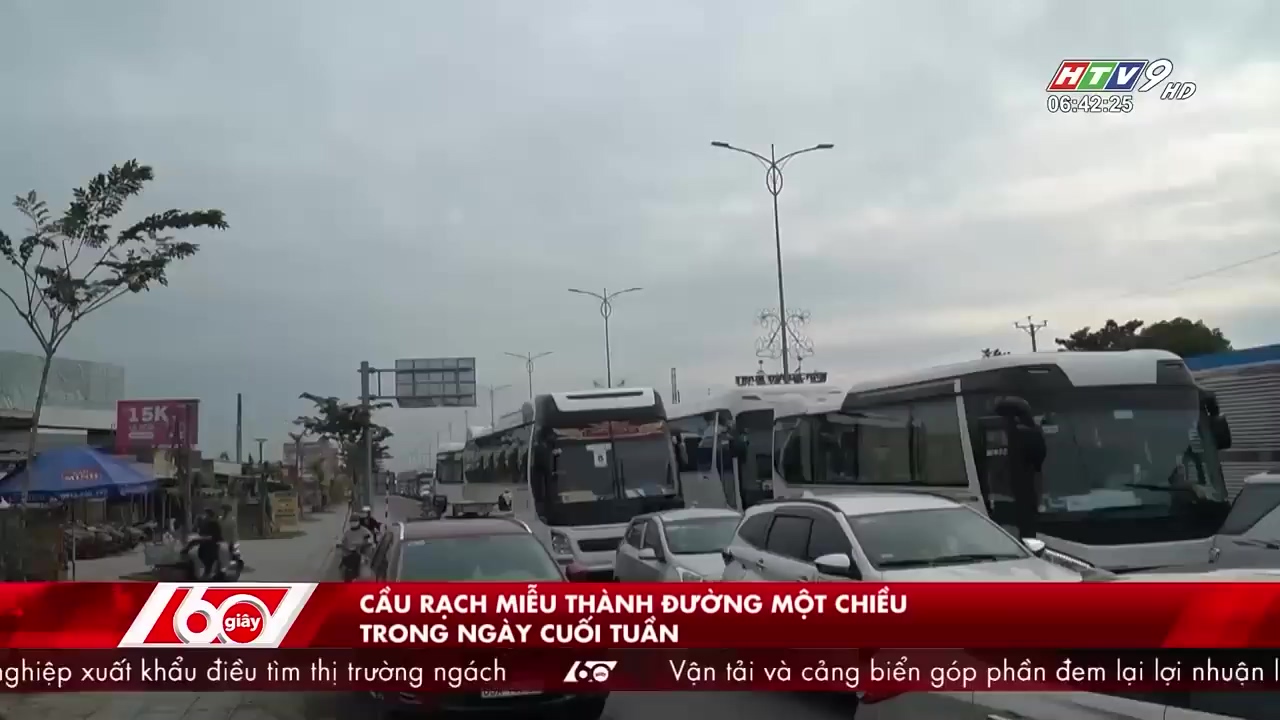 HTV9 HD
06:42:25
15K
MINH
60 giây
CẦU RẠCH MIỄU THÀNH ĐƯỜNG MỘT CHIỀU
TRONG NGÀY CUỐI TUẦN
nghiệp xuất khẩu điều tìm thị trường ngách 60 giây Vận tải và cảng biển góp phần đem lại lợi nhuận